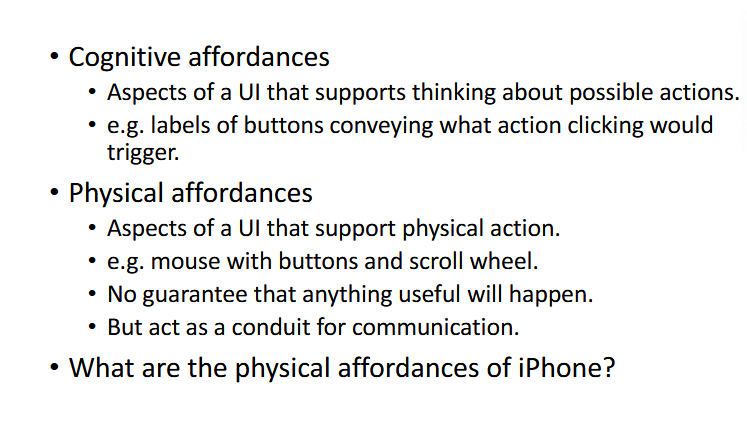 • Cognitive affordances
• Aspects of a UI that supports thinking about possible actions.
• e.g. labels of buttons conveying what action clicking would
trigger.
• Physical affordances
• Aspects of a UI that support physical action.
• e.g. mouse with buttons and scroll wheel.
• No guarantee that anything useful will happen.
• But act as a conduit for communication.
• What are the physical affordances of iPhone?